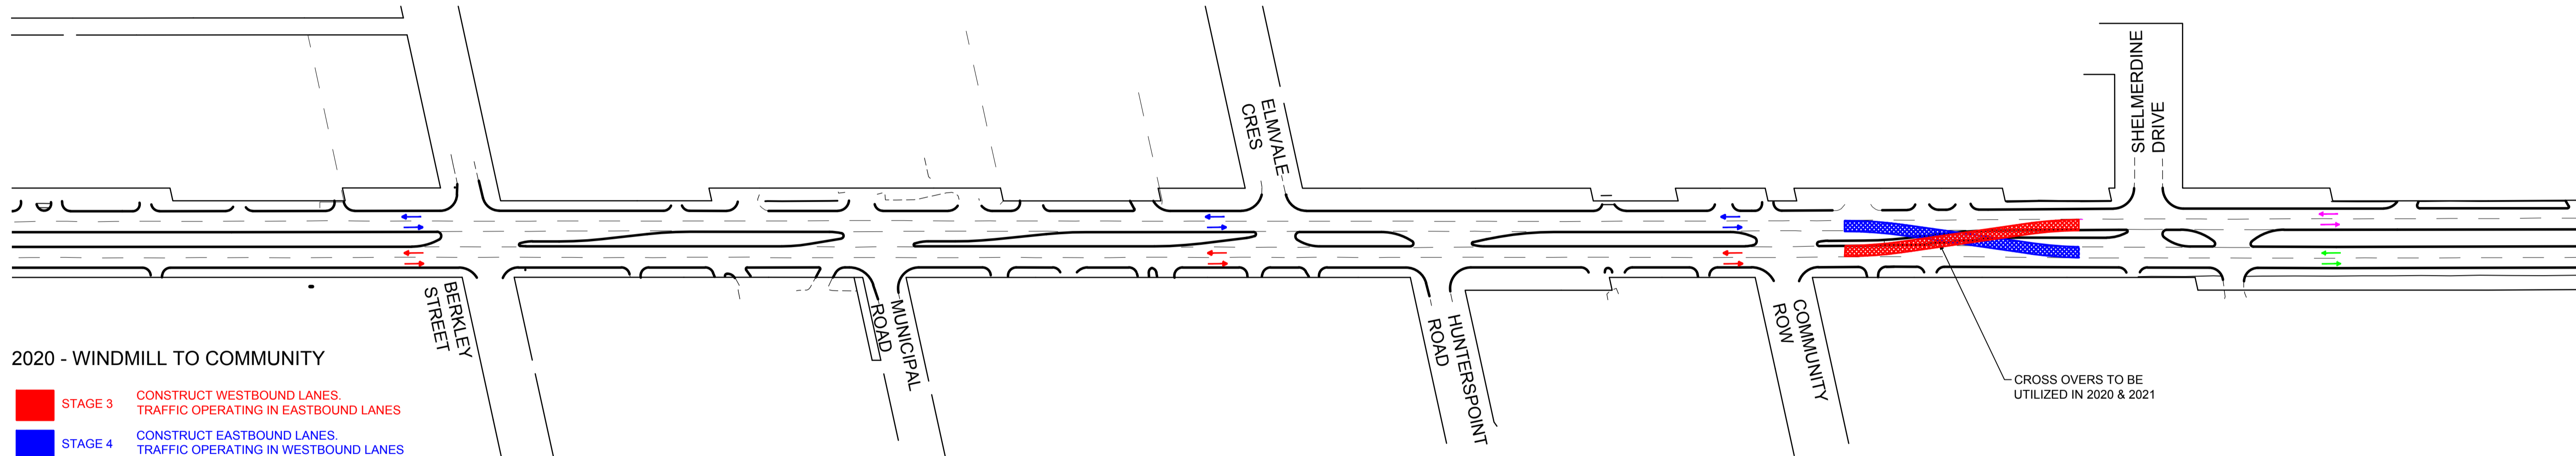 ELMVALE
CRES
SHELMERDINE
DRIVE
BERKLEY
STREET
MUNICIPAL
ROAD
HUNTERSPOINT
ROAD
COMMUNITY
ROW
2020 - WINDMILL TO COMMUNITY
STAGE 3
CONSTRUCT WESTBOUND LANES.
TRAFFIC OPERATING IN EASTBOUND LANES
STAGE 4
CONSTRUCT EASTBOUND LANES.
TRAFFIC OPERATING IN WESTBOUND LANES
CROSS OVERS TO BE
UTILIZED IN 2020 & 2021